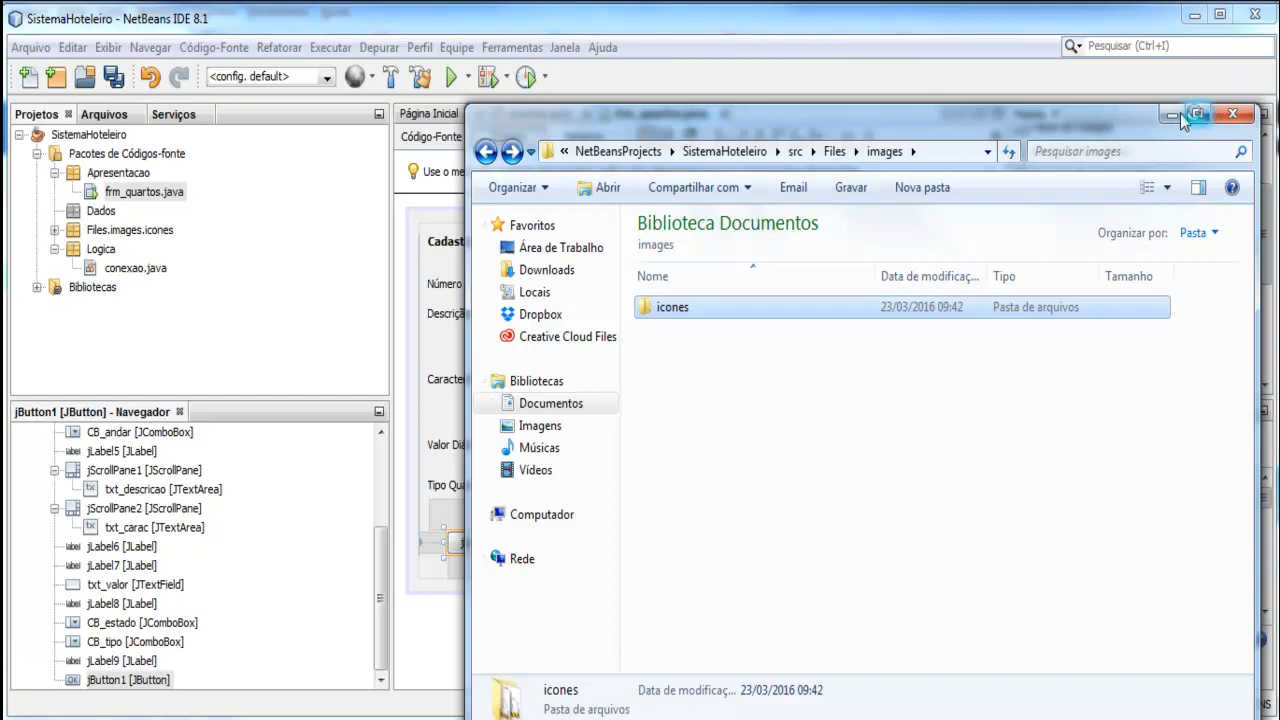 SistemaHoteleiro - NetBeans IDE 8.1
Arquivo Editar Exibir Navegar Código-Fonte Refatorar Executar Depurar Perfil Equipe Ferramentas Janela Ajuda
Pesquisar (Ctrl+I)
<config. default>
Projetos Arquivos Serviços
SistemaHoteleiro
Pacotes de Códigos-fonte
Apresentacao
frm_quartos.java
Dados
Files.images.icones
Logica
conexao.java
Bibliotecas
jButton1 [JButton] - Navegador
CB_andar [JComboBox]
jLabel5 [JLabel]
jScrollPane1 [JScrollPane]
txt_descricao [JTextArea]
jScrollPane2 [JScrollPane]
txt_carac [JTextArea]
jLabel6 [JLabel]
jLabel7 [JLabel]
txt_valor [JTextField]
jLabel8 [JLabel]
CB_estado [JComboBox]
CB_tipo [JComboBox]
jLabel9 [JLabel]
jButton1 [JButton]
Página Inicial
Código-Fonte
Use o me
Cadast
Número
Descriçã
Caracte
Valor Diá
Tipo Qua
« NetBeansProjects SistemaHoteleiro src Files images
Pesquisar images
Organizar Abrir Compartilhar com Email Gravar Nova pasta
Favoritos
Área de Trabalho
Downloads
Locais
Dropbox
Creative Cloud Files
Bibliotecas
Documentos
Imagens
Músicas
Vídeos
Computador
Rede
Biblioteca Documentos
images
Organizar por: Pasta
Nome Data de modificaç... Tipo Tamanho
icones 23/03/2016 09:42 Pasta de arquivos
icones Data de modificaç... 23/03/2016 09:42
Pasta de arquivos